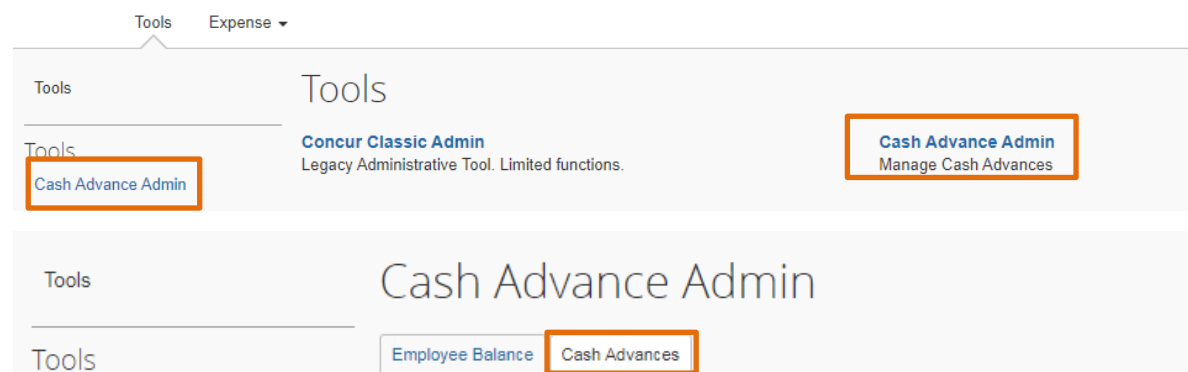 Tools Expense
Tools
Tools
Concur Classic Admin
Legacy Administrative Tool. Limited functions.
Cash Advance Admin
Manage Cash Advances
Tools
Cash Advance Admin
Tools
Cash Advance Admin
Employee Balance Cash Advances
Tools